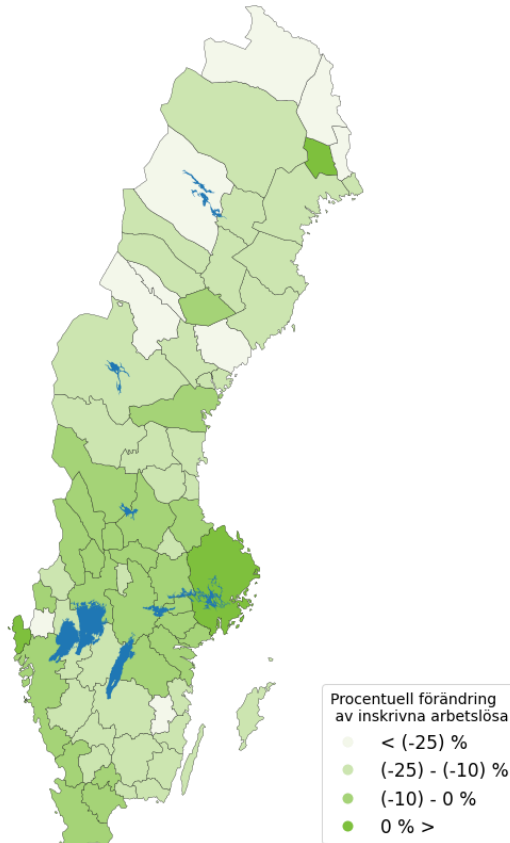 Procentuell förändring
av inskrivna arbetslösa
< (-25) %
(-25) - (-10) %
(-10) - 0 %
0 % >